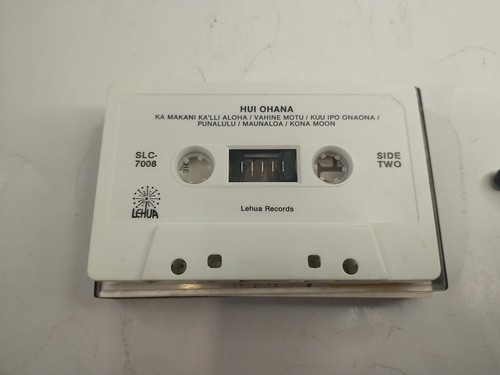 HUI OHANA
KA MAKANI KA'LLI ALOHA / VAHINE MOTU / KUU IPO ONAONA /
PUNALULU / MAUNALOA / KONA MOON
SLC-
7008
SIDE
TWO
LEHUA
Lehua Records